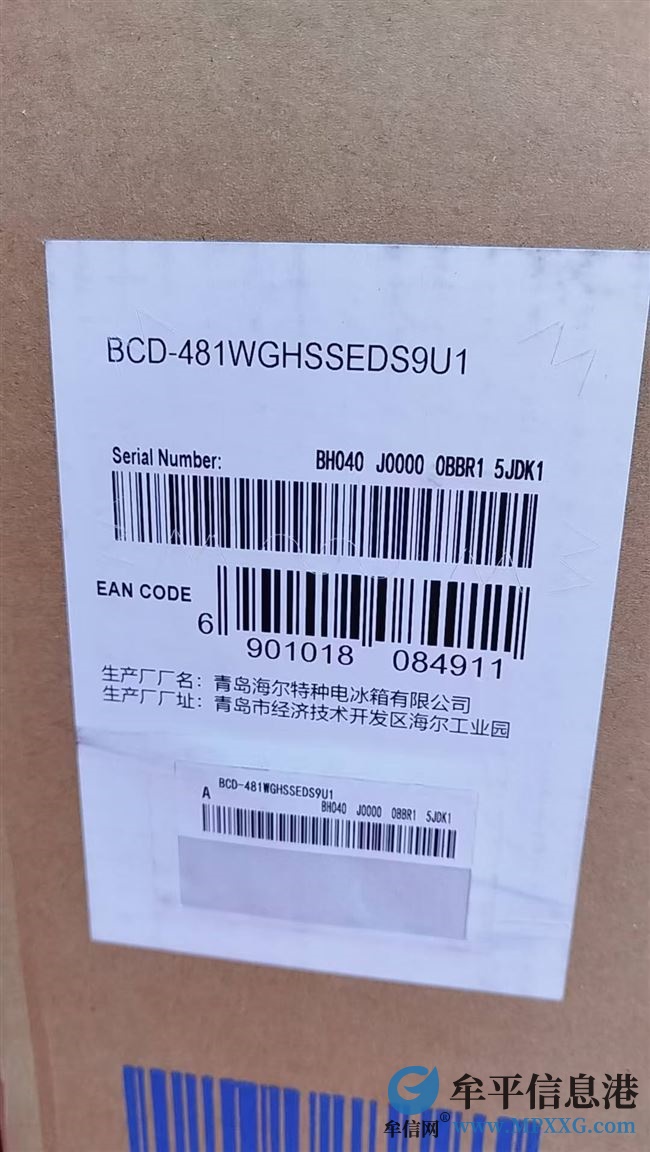 BCD-481WGHSSEDS9U1
Serial Number: BH040 J0000 0BBR1 5JDK1
EAN CODE
6 901018 084911
生产厂厂名：青岛海尔特种电冰箱有限公司
生产厂厂址：青岛市经济技术开发区海尔工业园
BCD-481WGHSSEDS9U1
A
BH040 J0000 0BBR1 5JDK1
牟平信息港
牟信网® www.MPXXG.com